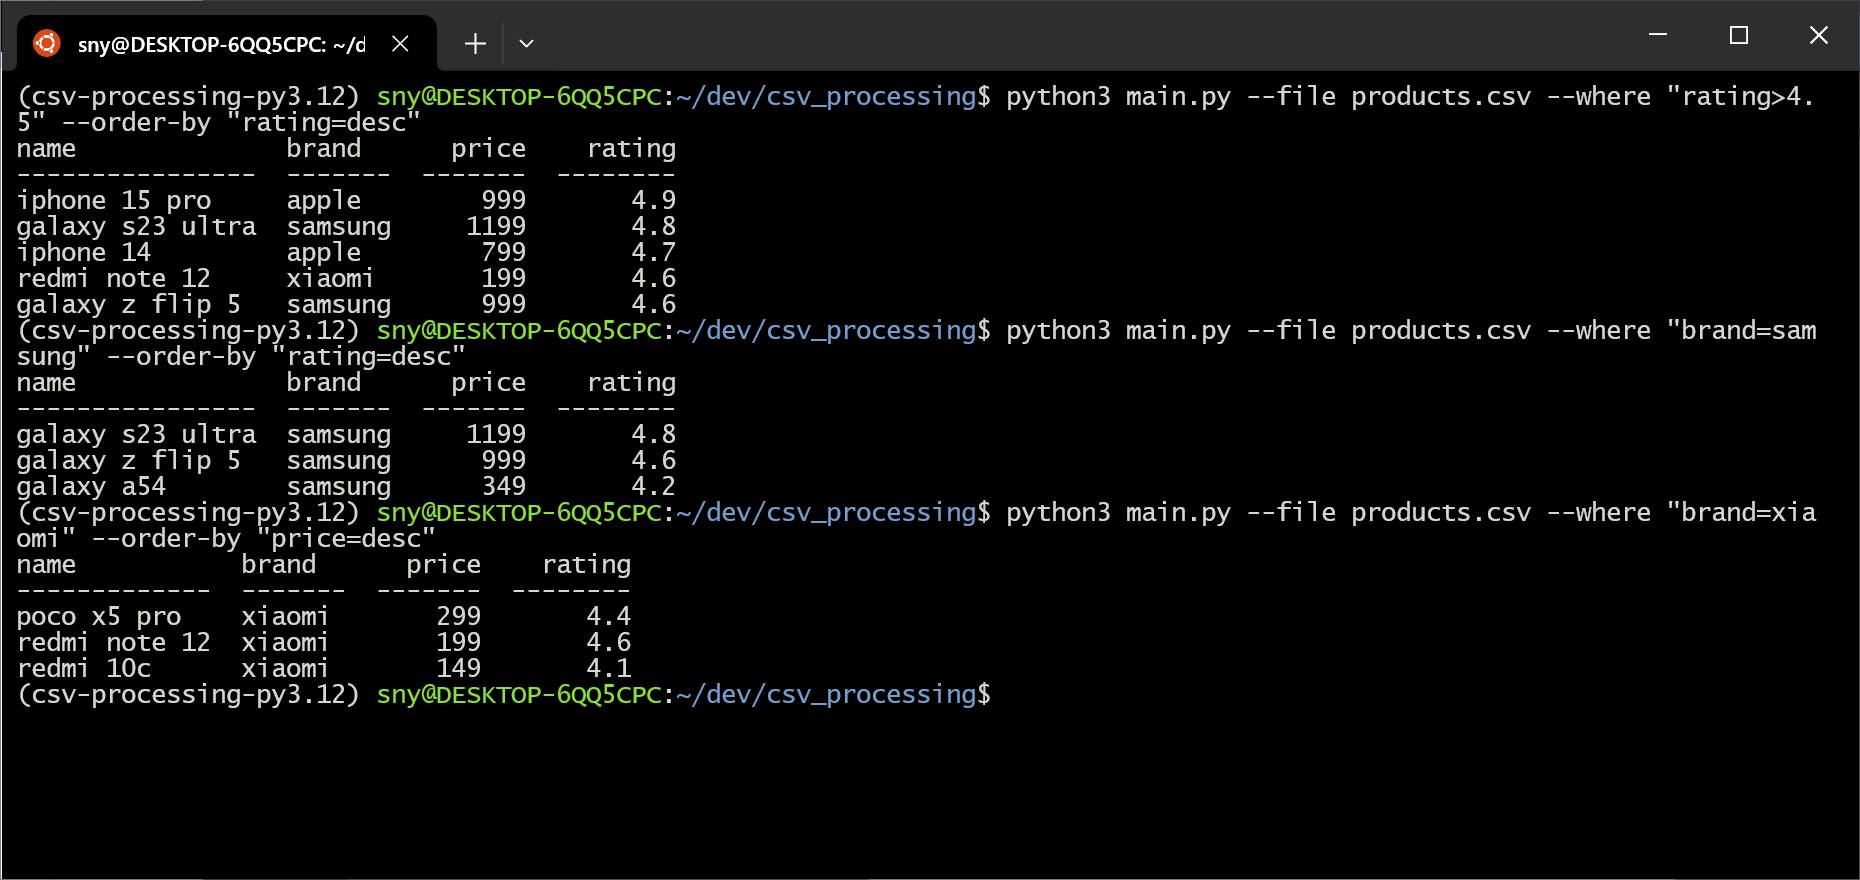 sny@DESKTOP-6QQ5CPC: ~/d
(csv-processing-py3.12) sny@DESKTOP-6QQ5CPC:~/dev/csv_processing$ python3 main.py --file products.csv --where "rating>4.
5" --order-by "rating=desc"
name              brand      price    rating
----------------  -------  -------  --------
iphone 15 pro     apple        999       4.9
galaxy s23 ultra  samsung     1199       4.8
iphone 14         apple        799       4.7
redmi note 12     xiaomi       199       4.6
galaxy z flip 5   samsung      999       4.6
(csv-processing-py3.12) sny@DESKTOP-6QQ5CPC:~/dev/csv_processing$ python3 main.py --file products.csv --where "brand=sam
sung" --order-by "rating=desc"
name              brand      price    rating
----------------  -------  -------  --------
galaxy s23 ultra  samsung     1199       4.8
galaxy z flip 5   samsung      999       4.6
galaxy a54        samsung      349       4.2
(csv-processing-py3.12) sny@DESKTOP-6QQ5CPC:~/dev/csv_processing$ python3 main.py --file products.csv --where "brand=xia
omi" --order-by "price=desc"
name           brand      price    rating
-------------  -------  -------  --------
poco x5 pro    xiaomi       299       4.4
redmi note 12  xiaomi       199       4.6
redmi 10c      xiaomi       149       4.1
(csv-processing-py3.12) sny@DESKTOP-6QQ5CPC:~/dev/csv_processing$